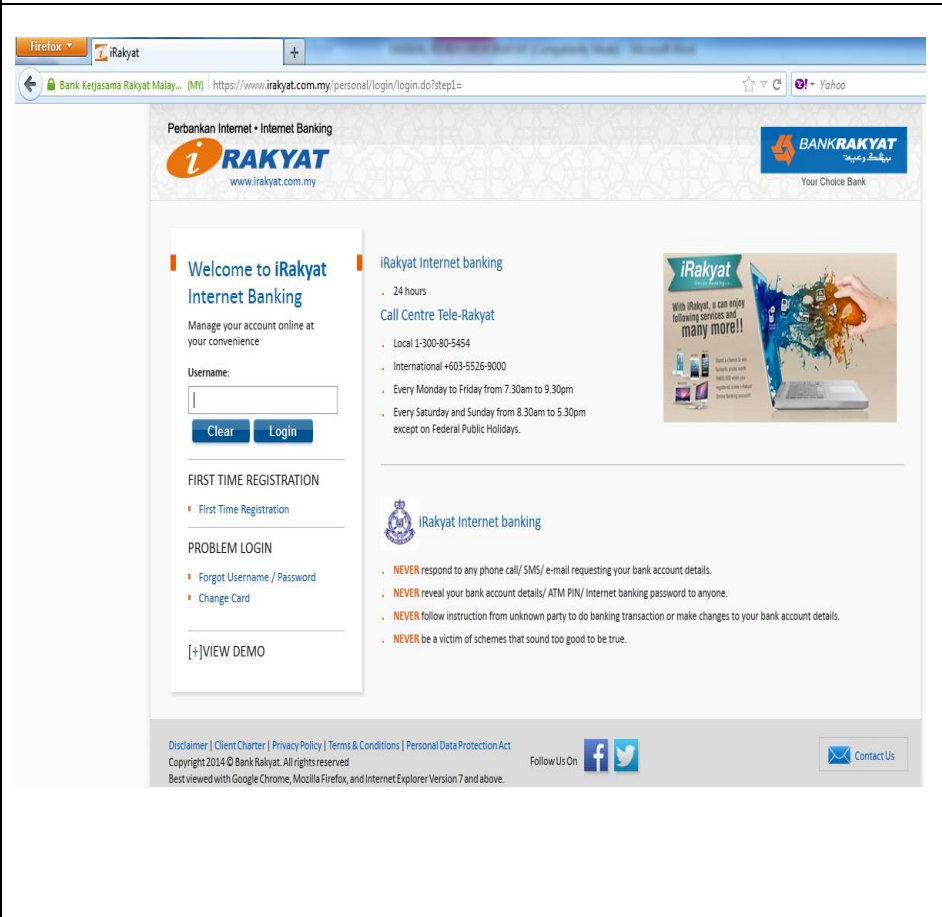 Firefox
iRakyat
+
Bank Kerjasama Rakyat Malay... (MY) https://www.irakyat.com.my/personal/login/login.do?step1=
Yahoo
Perbankan Internet • Internet Banking
i RAKYAT
www.irakyat.com.my
BANKRAKYAT
Your Choice Bank
Welcome to iRakyat
Internet Banking
Manage your account online at
your convenience
Username:
Clear Login
FIRST TIME REGISTRATION
First Time Registration
PROBLEM LOGIN
Forgot Username / Password
Change Card
[+]VIEW DEMO
iRakyat Internet banking
. 24 hours
Call Centre Tele-Rakyat
. Local 1-300-80-5454
. International +603-5526-9000
. Every Monday to Friday from 7.30am to 9.30pm
. Every Saturday and Sunday from 8.30am to 5.30pm
except on Federal Public Holidays.
iRakyat
With iRakyat, u can enjoy
following services and
many more!!
iRakyat Internet banking
. NEVER respond to any phone call/ SMS/ e-mail requesting your bank account details.
. NEVER reveal your bank account details/ ATM PIN/ Internet banking password to anyone.
. NEVER follow instruction from unknown party to do banking transaction or make changes to your bank account details.
. NEVER be a victim of schemes that sound too good to be true.
Disclaimer | Client Charter | Privacy Policy | Terms & Conditions | Personal Data Protection Act
Copyright 2014 © Bank Rakyat. All rights reserved
Best viewed with Google Chrome, Mozilla Firefox, and Internet Explorer Version 7 and above.
Follow Us On
Contact Us